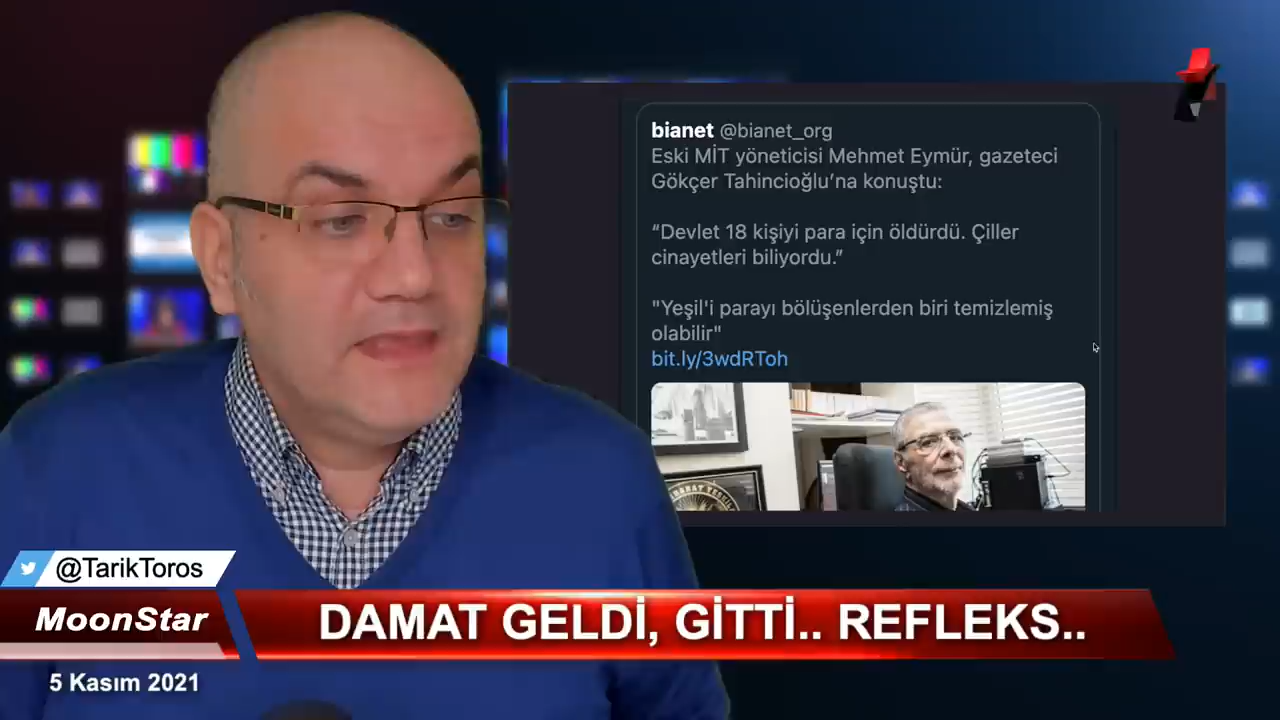 bianet @bianet_org
Eski MİT yöneticisi Mehmet Eymür, gazeteci
Gökçer Tahincioğlu’na konuştu:
“Devlet 18 kişiyi para için öldürdü. Çiller
cinayetleri biliyordu.”
"Yeşil'i parayı bölüşenlerden biri temizlemiş
olabilir"
bit.ly/3wdRToh
@TarikToros
MoonStar
DAMAT GELDİ, GİTTİ.. REFLEKS..
5 Kasım 2021